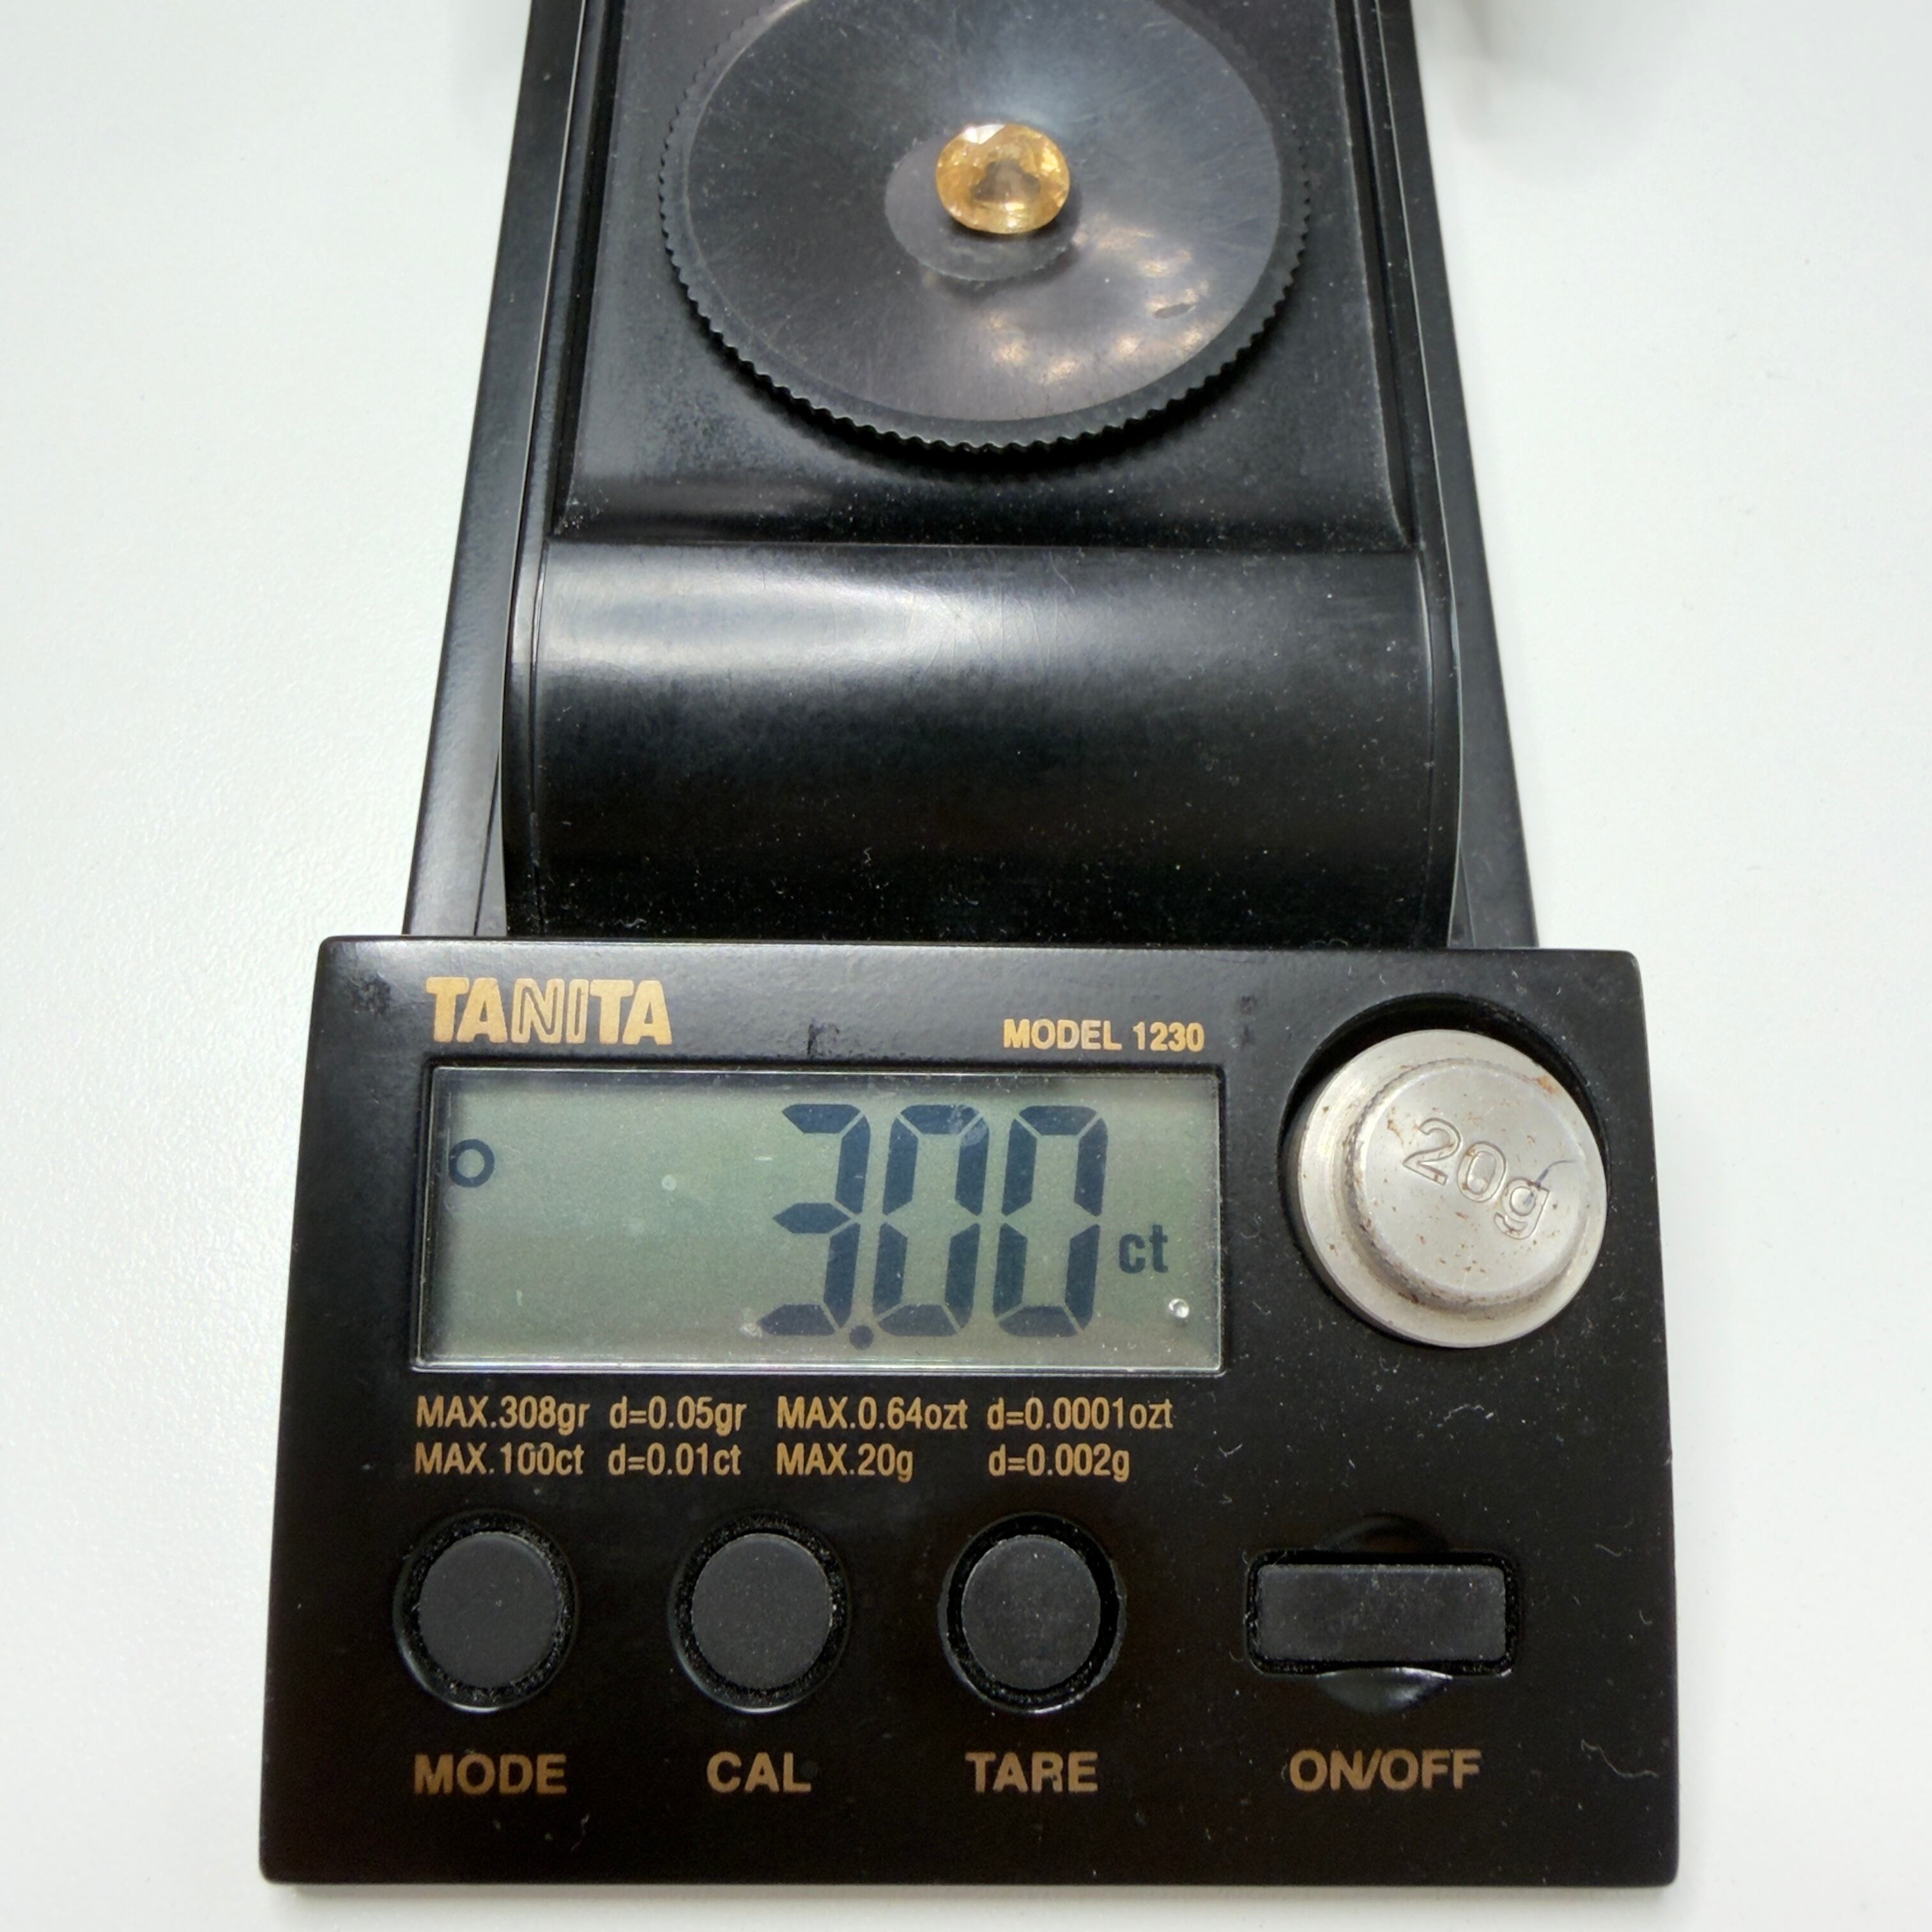 TANITA
MODEL 1230
20g
3.00 ct
MAX.308gr d=0.05gr MAX.0.64ozt d=0.0001ozt
MAX.100ct d=0.01ct MAX.20g d=0.002g
MODE CAL TARE ON/OFF